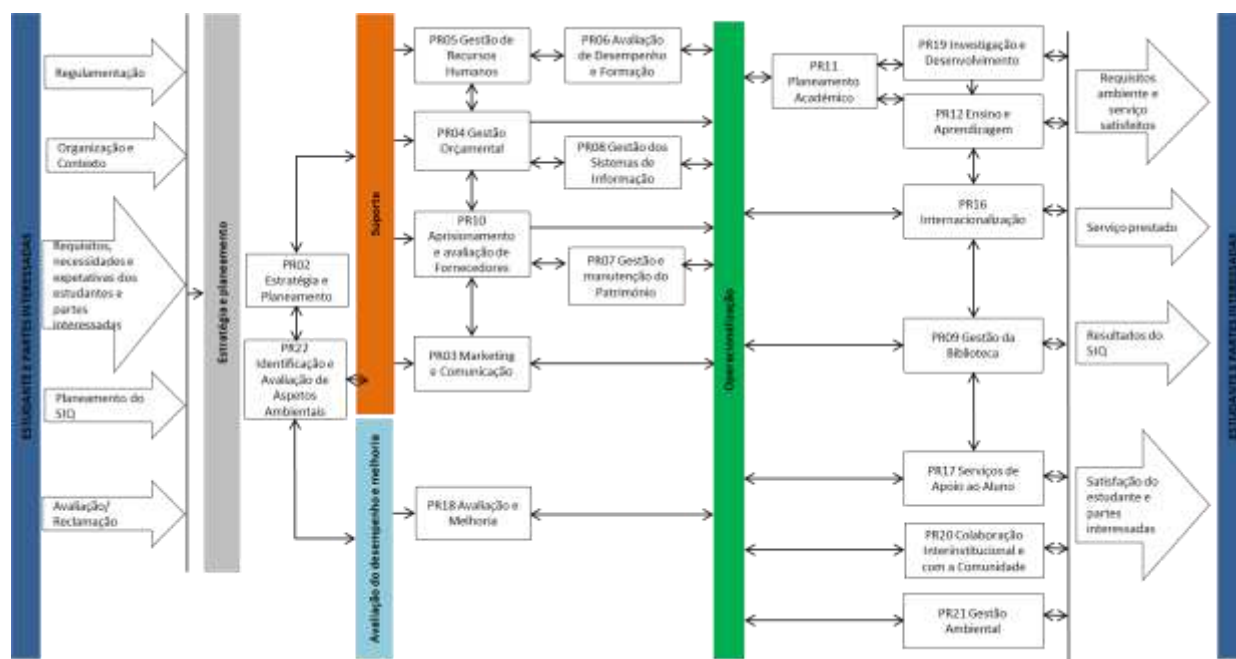 ESTUDANTE E PARTES INTERESSADAS
Regulamentação
Organização e
Contexto
Requisitos,
necessidades e
expetativas dos
estudantes e
partes
interessadas
Planeamento do
SIQ
Avaliação/
Reclamação
Estratégia e planeamento
PR02
Estratégia e
Planeamento
PR22
Identificação e
Avaliação de
Aspetos
Ambientais
Suporte
Avaliação do desempenho e melhoria
PR05 Gestão de
Recursos
Humanos
PR06 Avaliação
de Desempenho
e Formação
PR04 Gestão
Orçamental
PR08 Gestão dos
Sistemas de
Informação
PR10
Aprisionamento
e avaliação de
Fornecedores
PR07 Gestão e
manutenção do
Património
PR03 Marketing
e Comunicação
PR18 Avaliação e
Melhoria
Operacionalização
PR11
Planeamento
Académico
PR19 Investigação e
Desenvolvimento
PR12 Ensino e
Aprendizagem
PR16
Internacionalização
PR09 Gestão da
Biblioteca
PR17 Serviços de
Apoio ao Aluno
PR20 Colaboração
Interinstitucional e
com a Comunidade
PR21 Gestão
Ambiental
Requisitos
ambiente e
serviço
satisfeitos
Serviço prestado
Resultados do
SIQ
Satisfação do
estudante e
partes
interessadas
ESTUDANTE E PARTES INTERESSADAS